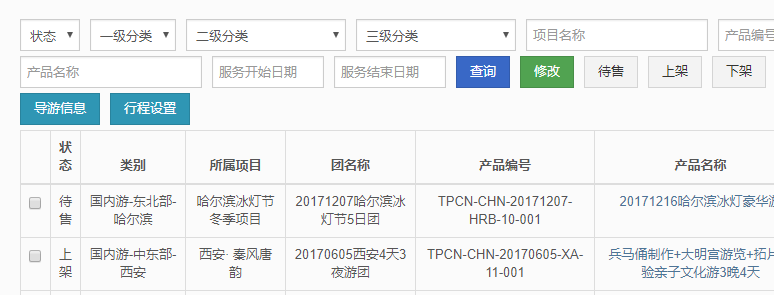 状态 一级分类 二级分类 三级分类 项目名称 产品编号
产品名称 服务开始日期 服务结束日期 查询 修改 待售 上架 下架
导游信息 行程设置
状态 类别 所属项目 团名称 产品编号 产品名称
待售 国内游-东北部- 哈尔滨冰灯节 20171207哈尔滨冰 TPCN-CHN-20171207- 20171216哈尔滨冰灯豪华游
哈尔滨 冬季项目 灯节5日团 HRB-10-001
上架 国内游-中东部- 西安· 秦风唐 20170605西安4天3 TPCN-CHN-20170605-XA- 兵马俑制作+大明宫游览+拓片
西安 韵 夜游团 11-001 验亲子文化游3晚4天